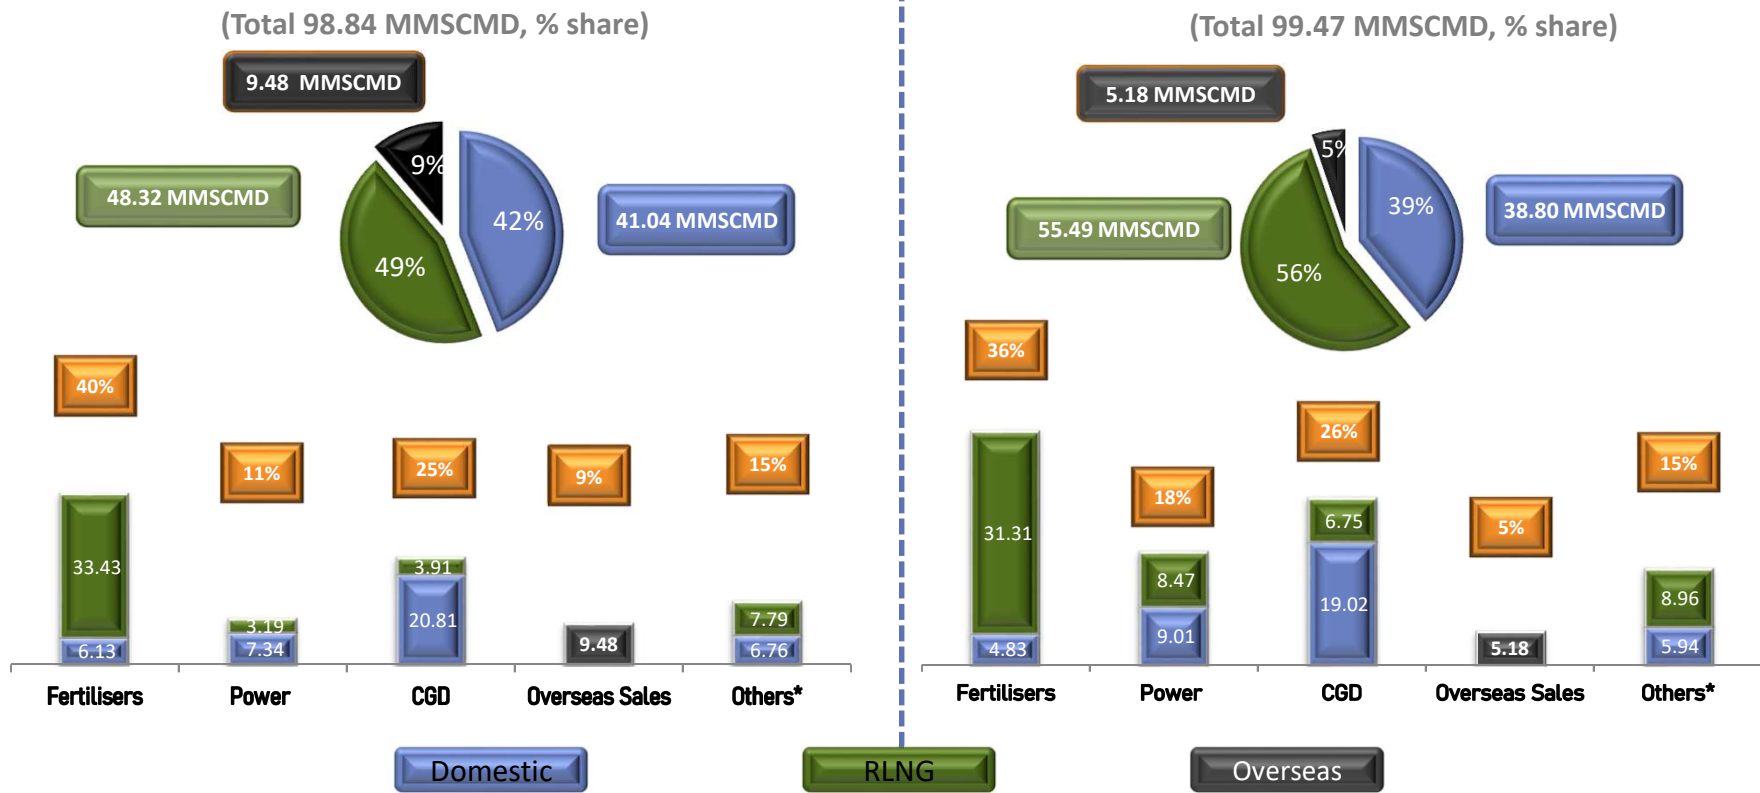 (Total 98.84 MMSCMD, % share)
9.48 MMSCMD
9%
48.32 MMSCMD
42%
41.04 MMSCMD
49%
40%
11%
25%
9%
15%
33.43
6.13
3.19
7.34
3.91
20.81
9.48
7.79
6.76
Fertilisers
Power
CGD
Overseas Sales
Others*
(Total 99.47 MMSCMD, % share)
5.18 MMSCMD
5%
39%
38.80 MMSCMD
55.49 MMSCMD
56%
36%
18%
26%
5%
15%
31.31
4.83
8.47
9.01
6.75
19.02
5.18
8.96
5.94
Fertilisers
Power
CGD
Overseas Sales
Others*
Domestic
RLNG
Overseas